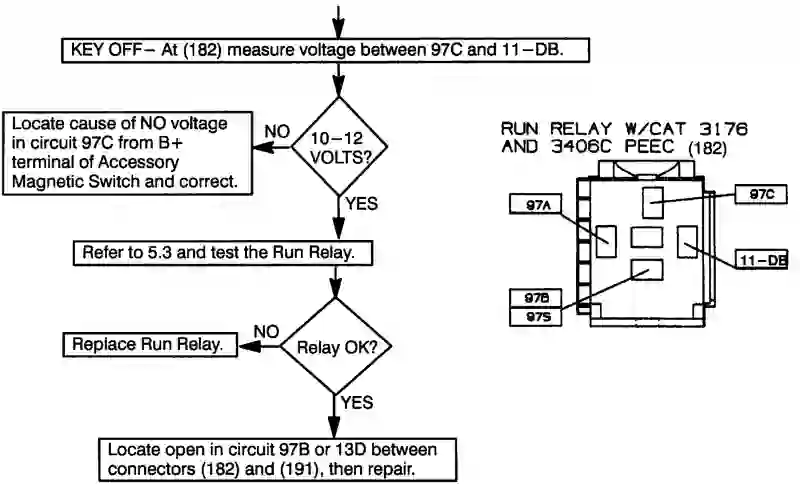 KEY OFF– At (182) measure voltage between 97C and 11–DB.
Locate cause of NO voltage
in circuit 97C from B+
terminal of Accessory
Magnetic Switch and correct.
NO
10–12
VOLTS?
YES
Refer to 5.3 and test the Run Relay.
Replace Run Relay.
NO
Relay OK?
YES
Locate open in circuit 97B or 13D between
connectors (182) and (191), then repair.
RUN RELAY W/CAT 3176
AND 3406C PEEC (182)
97A
97C
11-DB
97B
97S